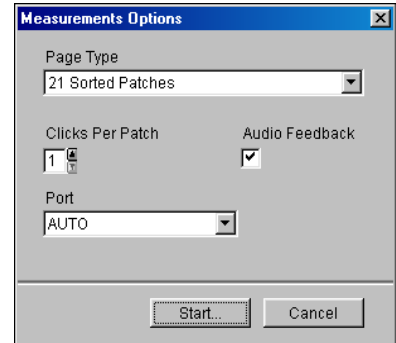 Measurements Options
Page Type
21 Sorted Patches
Clicks Per Patch
Audio Feedback
1
Port
AUTO
Start...
Cancel